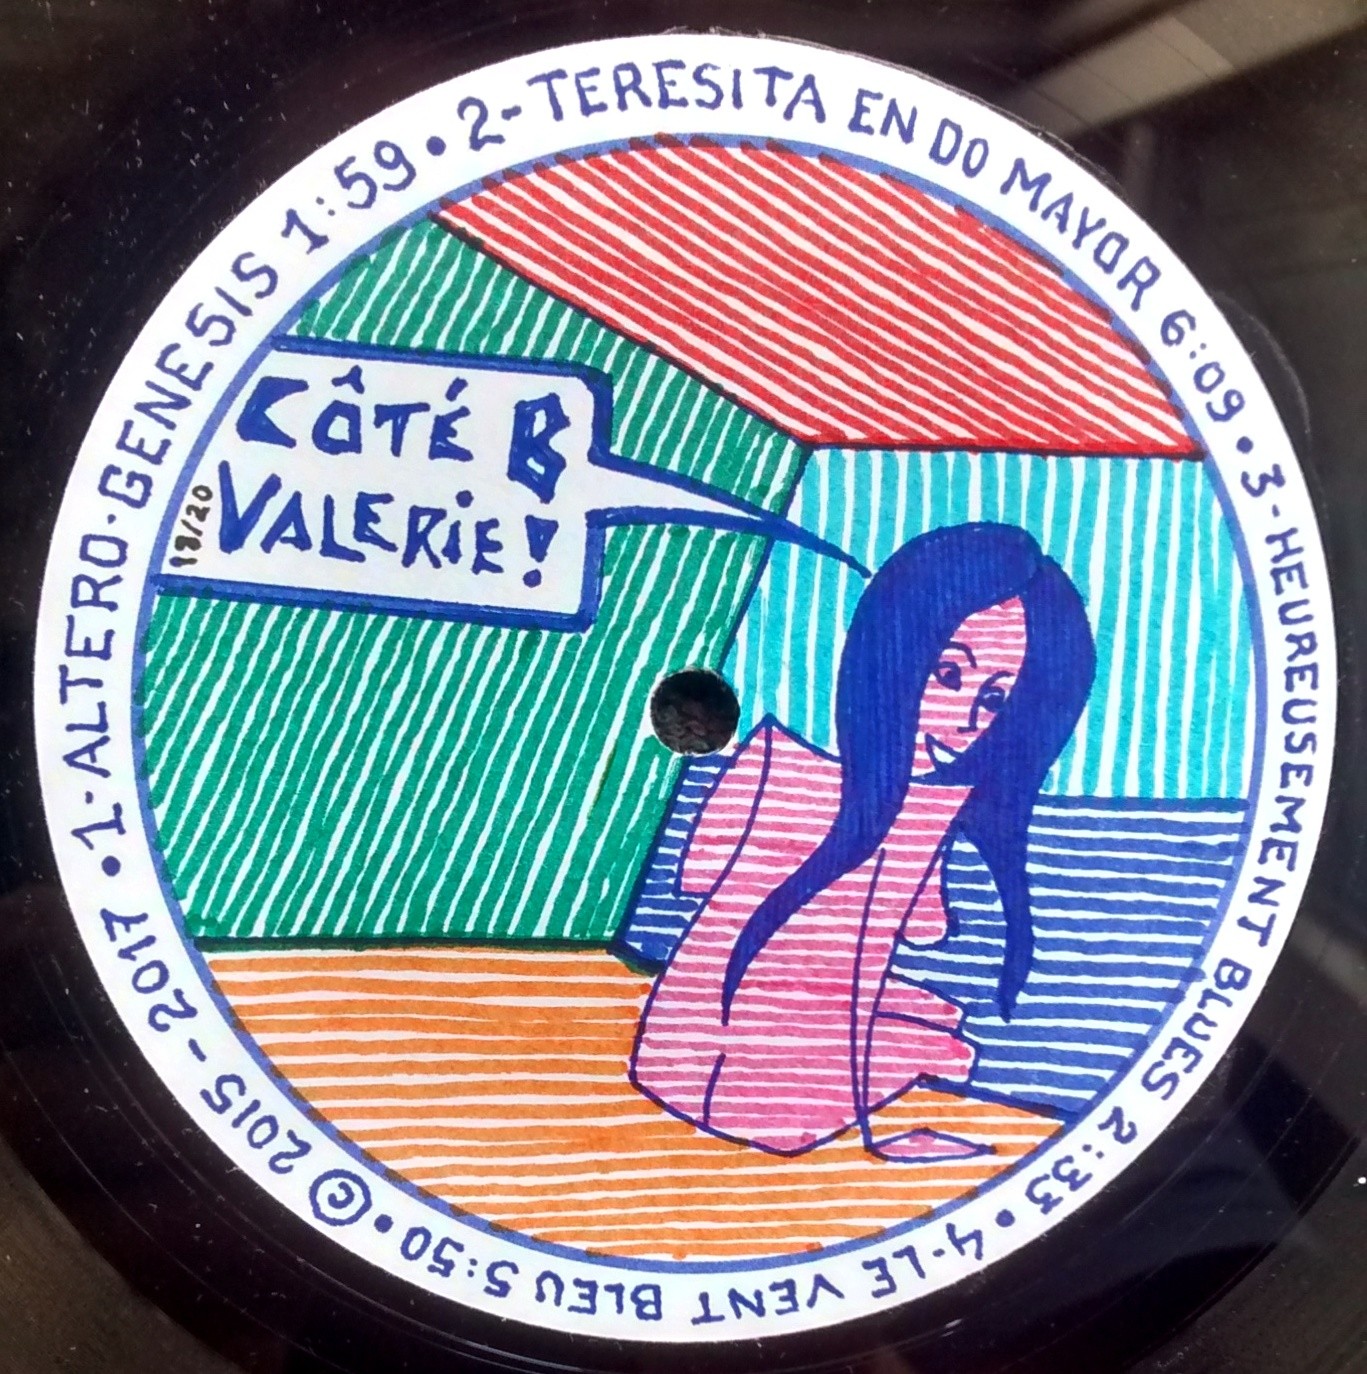 1-ALTERO·GENESIS 1:59 • 2-TERESITA EN DO MAYOR 6:09 • 3-HEUREUSEMENT BLUES 2:33 • 4-LE VENT BLEU 5:50 • © 2015 - 2017 •
CÔTÉ B
VALERiE!
18/20